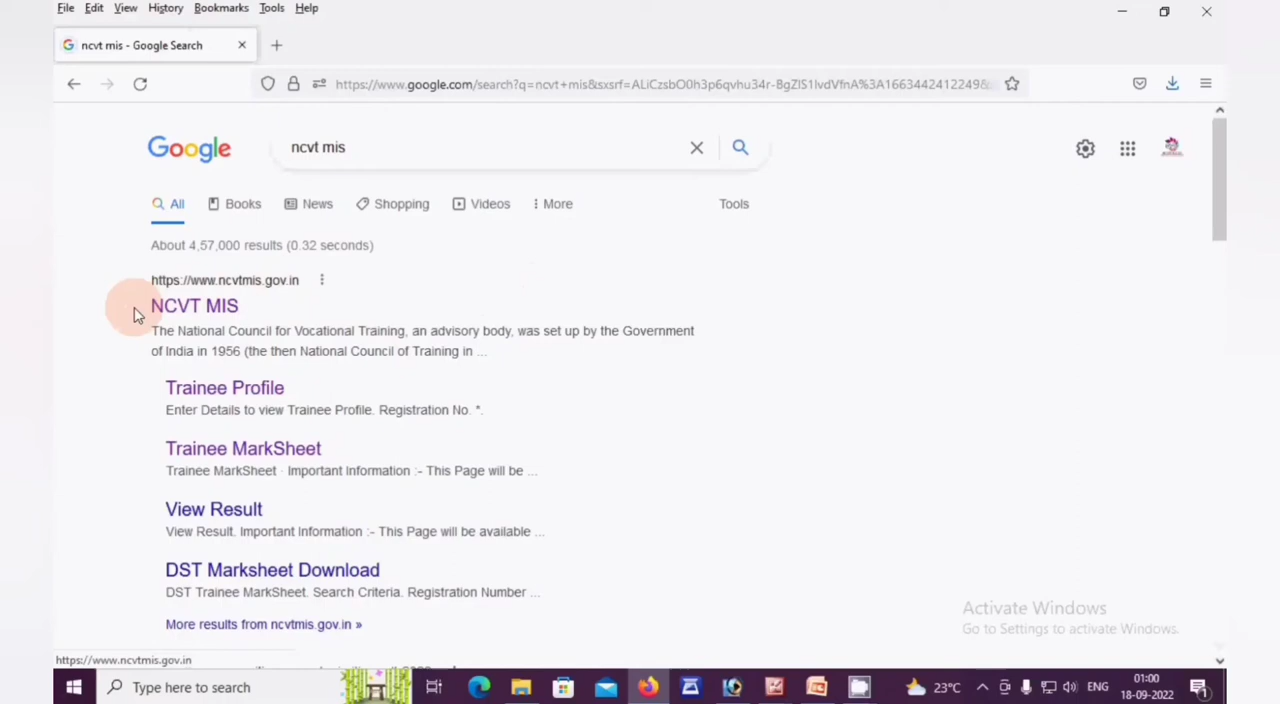 File Edit View History Bookmarks Tools Help
ncvt mis - Google Search
https://www.google.com/search?q=ncvt+mis&sxsrf=ALiCzsbO0h3p6qvhu34r-BgZIS1lvdVfnA%3A1663442412249&
Google
ncvt mis
All Books News Shopping Videos More Tools
About 4,57,000 results (0.32 seconds)
https://www.ncvtmis.gov.in
NCVT MIS
The National Council for Vocational Training, an advisory body, was set up by the Government
of India in 1956 (the then National Council of Training in ...
Trainee Profile
Enter Details to view Trainee Profile. Registration No. *.
Trainee MarkSheet
Trainee MarkSheet · Important Information :- This Page will be ...
View Result
View Result. Important Information :- This Page will be available ...
DST Marksheet Download
DST Trainee MarkSheet. Search Criteria. Registration Number ...
More results from ncvtmis.gov.in »
Activate Windows
Go to Settings to activate Windows.
https://www.ncvtmis.gov.in
Type here to search
23°C
ENG
01:00
18-09-2022
1